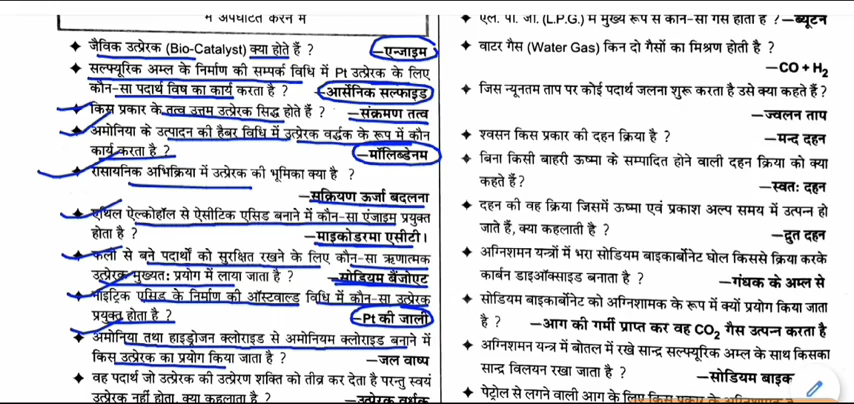 में अपघटित करने में
✦ जैविक उत्प्रेरक (Bio-Catalyst) क्या होते हैं ? —एन्जाइम
✦ सल्फ्यूरिक अम्ल के निर्माण की सम्पर्क विधि में Pt उत्प्रेरक के लिए
कौन-सा पदार्थ विष का कार्य करता है ? —आर्सेनिक सल्फाइड
✦ किस प्रकार के तत्व उत्तम उत्प्रेरक सिद्ध होते हैं ? —संक्रमण तत्व
✦ अमोनिया के उत्पादन की हैबर विधि में उत्प्रेरक वर्द्धक के रूप में कौन
कार्य करता है ? —मॉलिब्डेनम
✦ रासायनिक अभिक्रिया में उत्प्रेरक की भूमिका क्या है ?
—सक्रियण ऊर्जा बदलना
✦ एथिल ऐल्कोहॉल से ऐसीटिक एसिड बनाने में कौन-सा एंजाइम प्रयुक्त
होता है ? —माइकोडरमा एसीटी।
✦ फलों से बने पदार्थों को सुरक्षित रखने के लिए कौन-सा ऋणात्मक
उत्प्रेरक मुख्यत: प्रयोग में लाया जाता है ? —सोडियम बेंजोएट
✦ नाइट्रिक एसिड के निर्माण की ऑस्टवाल्ड विधि में कौन-सा उत्प्रेरक
प्रयुक्त होता है ? —Pt की जाली
✦ अमोनिया तथा हाइड्रोजन क्लोराइड से अमोनियम क्लोराइड बनाने में
किस उत्प्रेरक का प्रयोग किया जाता है ? —जल वाष्प
✦ वह पदार्थ जो उत्प्रेरक की उत्प्रेरण शक्ति को तीव्र कर देता है परन्तु स्वयं
उत्प्रेरक नहीं होता, क्या कहलाता है ? —उत्प्रेरक वर्धक
✦ एल. पी. जी. (L.P.G.) में मुख्य रूप से कौन-सी गैस होती है ? —ब्यूटेन
✦ वाटर गैस (Water Gas) किन दो गैसों का मिश्रण होती है ?
—CO + H₂
✦ जिस न्यूनतम ताप पर कोई पदार्थ जलना शुरू करता है उसे क्या कहते हैं ?
—ज्वलन ताप
✦ श्वसन किस प्रकार की दहन क्रिया है ? —मन्द दहन
✦ बिना किसी बाहरी ऊष्मा के सम्पादित होने वाली दहन क्रिया को क्या
कहते हैं? —स्वत: दहन
✦ दहन की वह क्रिया जिसमें ऊष्मा एवं प्रकाश अल्प समय में उत्पन्न हो
जाते हैं, क्या कहलाती है ? —द्रुत दहन
✦ अग्निशमन यन्त्रों में भरा सोडियम बाइकार्बोनेट घोल किससे क्रिया करके
कार्बन डाइऑक्साइड बनाता है ? —गंधक के अम्ल से
✦ सोडियम बाइकार्बोनेट को अग्निशामक के रूप में क्यों प्रयोग किया जाता
है ? —आग की गर्मी प्राप्त कर वह CO₂ गैस उत्पन्न करता है
✦ अग्निशमन यन्त्र में बोतल में रखे सान्द्र सल्फ्यूरिक अम्ल के साथ किसका
सान्द्र विलयन रखा जाता है ? —सोडियम बाइक
✦ पेट्रोल से लगने वाली आग के लिए किस प्रकार के